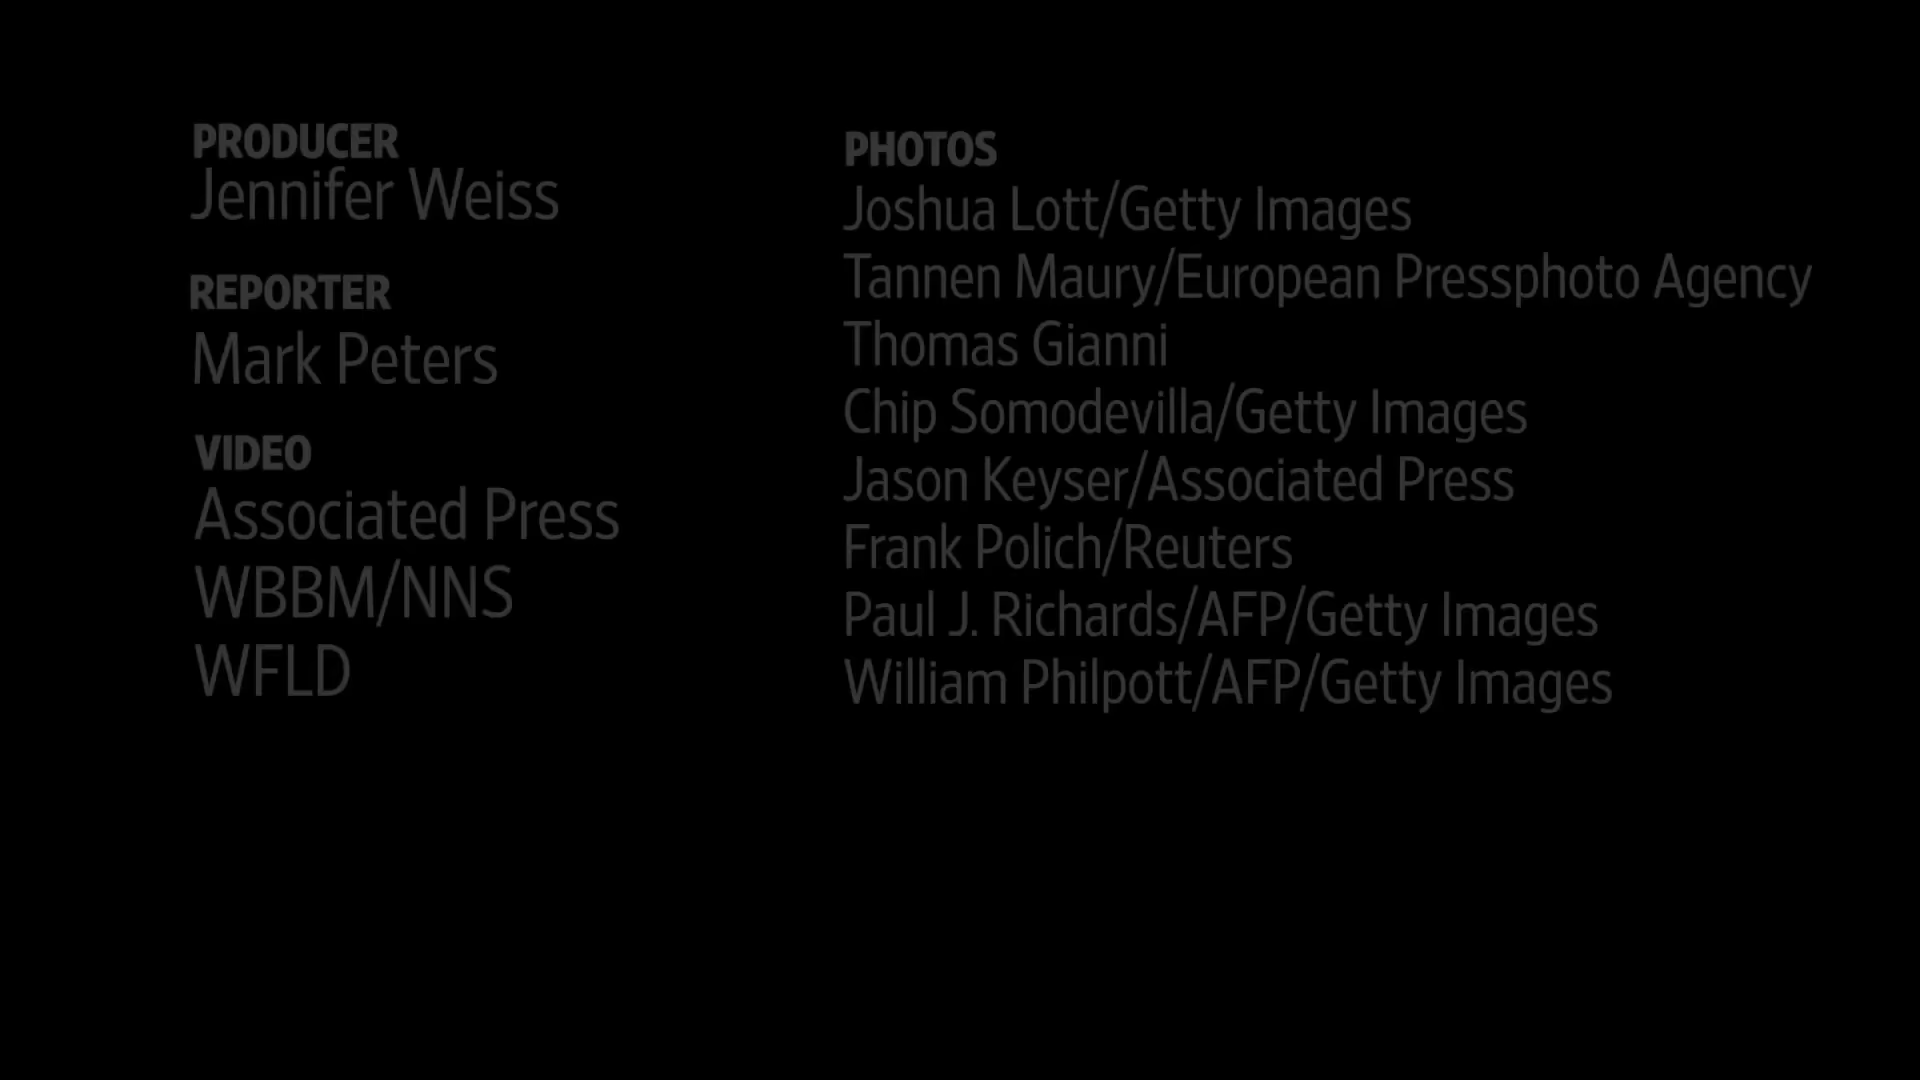 PRODUCER
Jennifer Weiss
REPORTER
Mark Peters
VIDEO
Associated Press
WBBM/NNS
WFLD
PHOTOS
Joshua Lott/Getty Images
Tannen Maury/European Pressphoto Agency
Thomas Gianni
Chip Somodevilla/Getty Images
Jason Keyser/Associated Press
Frank Polich/Reuters
Paul J. Richards/AFP/Getty Images
William Philpott/AFP/Getty Images